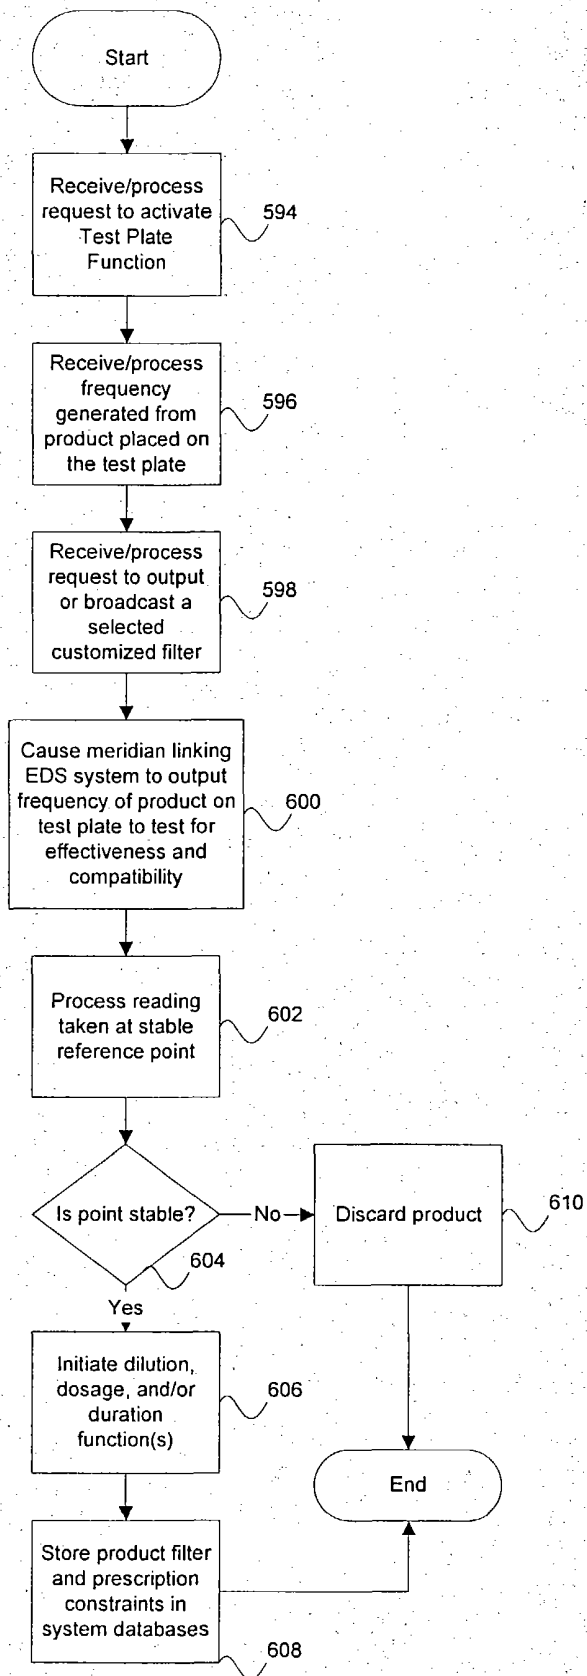 Start
Receive/process
request to activate
Test Plate
Function
594
Receive/process
frequency
generated from
product placed on
the test plate
596
Receive/process
request to output
or broadcast a
selected
customized filter
598
Cause meridian linking
EDS system to output
frequency of product on
test plate to test for
effectiveness and
compatibility
600
Process reading
taken at stable
reference point
602
Is point stable?
604
No
Discard product
610
Yes
Initiate dilution,
dosage, and/or
duration
function(s)
606
End
Store product filter
and prescription
constraints in
system databases
608